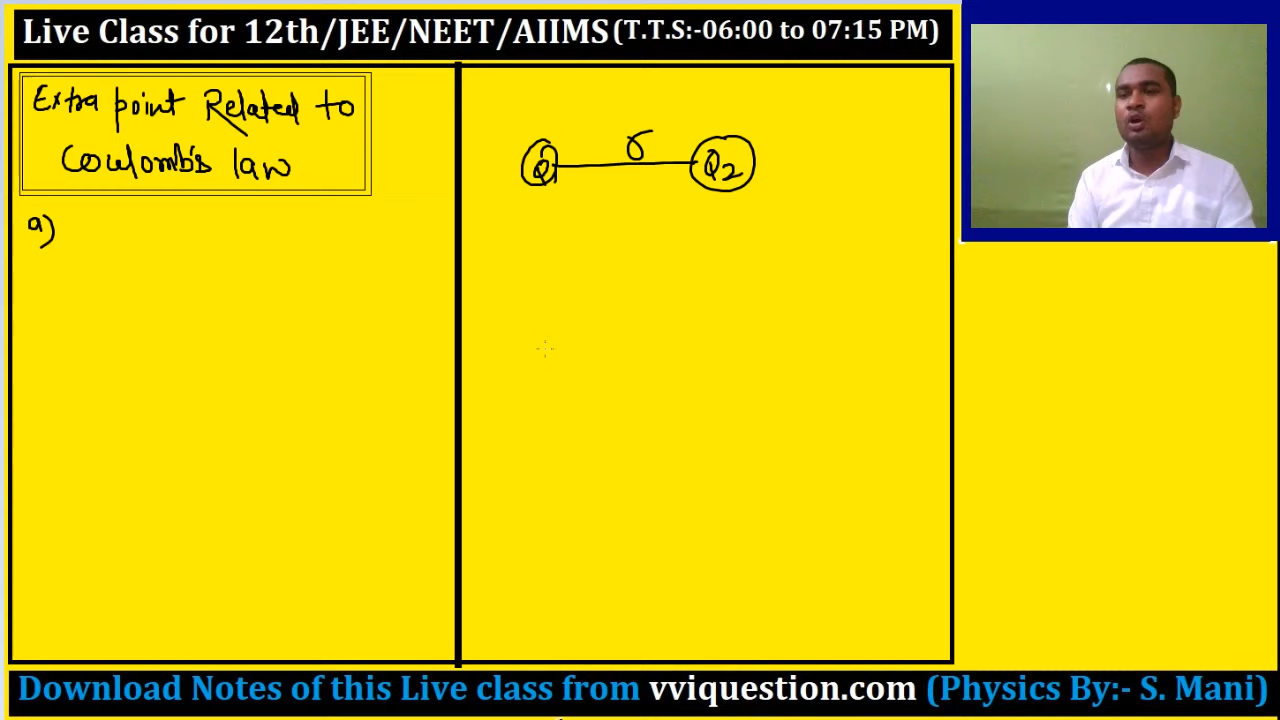 Live Class for 12th/JEE/NEET/AIIMS(T.T.S:-06:00 to 07:15 PM)
Extra point Related to
Coulomb's law
a)
Q1 r Q2
Download Notes of this Live class from vviquestion.com (Physics By:- S. Mani)